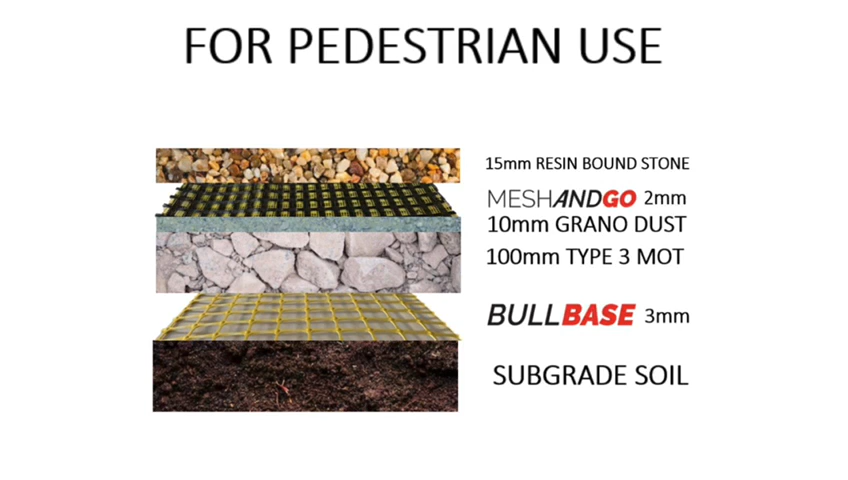 FOR PEDESTRIAN USE
15mm RESIN BOUND STONE
MESHANDGO 2mm
10mm GRANO DUST
100mm TYPE 3 MOT
BULLBASE 3mm
SUBGRADE SOIL